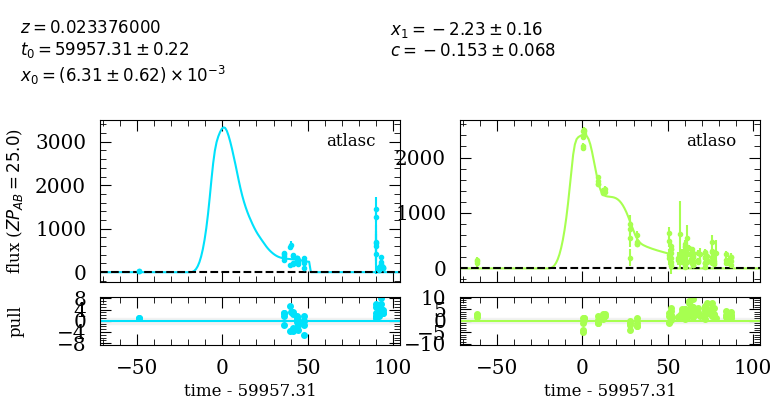 z = 0.023376000
t₀ = 59957.31 ± 0.22
x₀ = (6.31 ± 0.62) × 10⁻³
x₁ = −2.23 ± 0.16
c = −0.153 ± 0.068
flux (ZP_AB = 25.0)
3000
2000
1000
0
atlasc
2000
1000
0
atlaso
pull
8
4
0
−4
−8
10
5
0
−5
−10
−50 0 50 100
−50 0 50 100
time - 59957.31
time - 59957.31